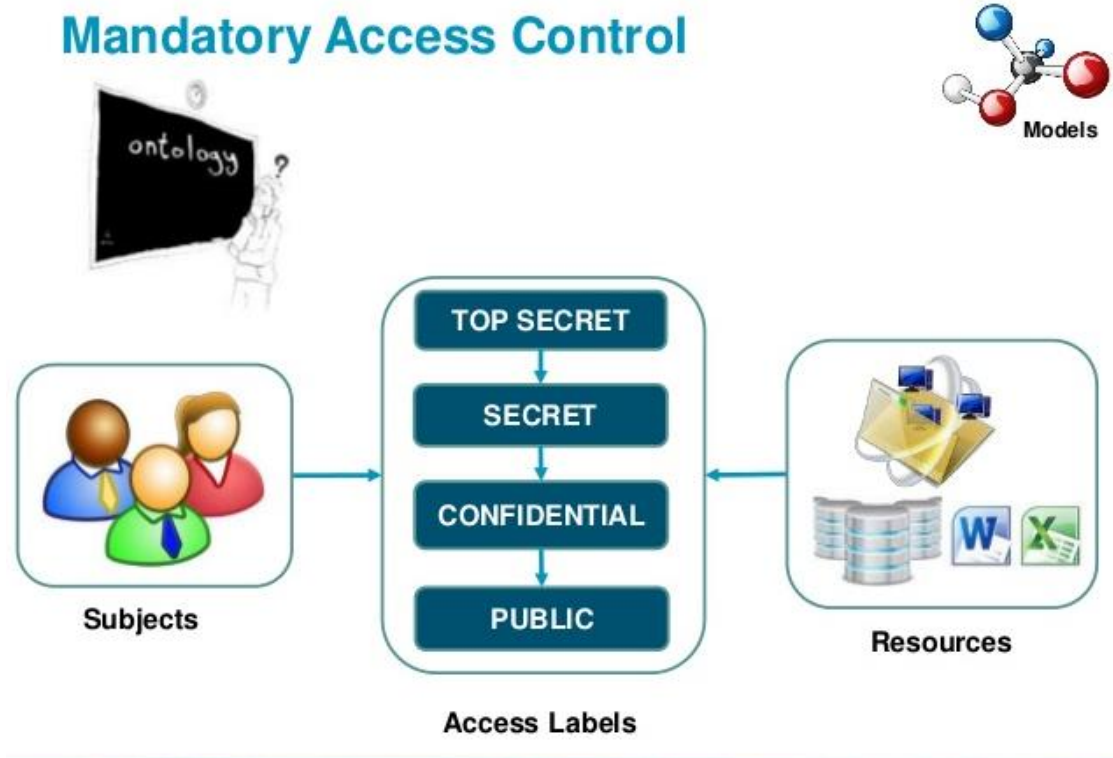 Mandatory Access Control
Models
ontology
?
TOP SECRET
SECRET
CONFIDENTIAL
PUBLIC
W
X
Subjects
Resources
Access Labels